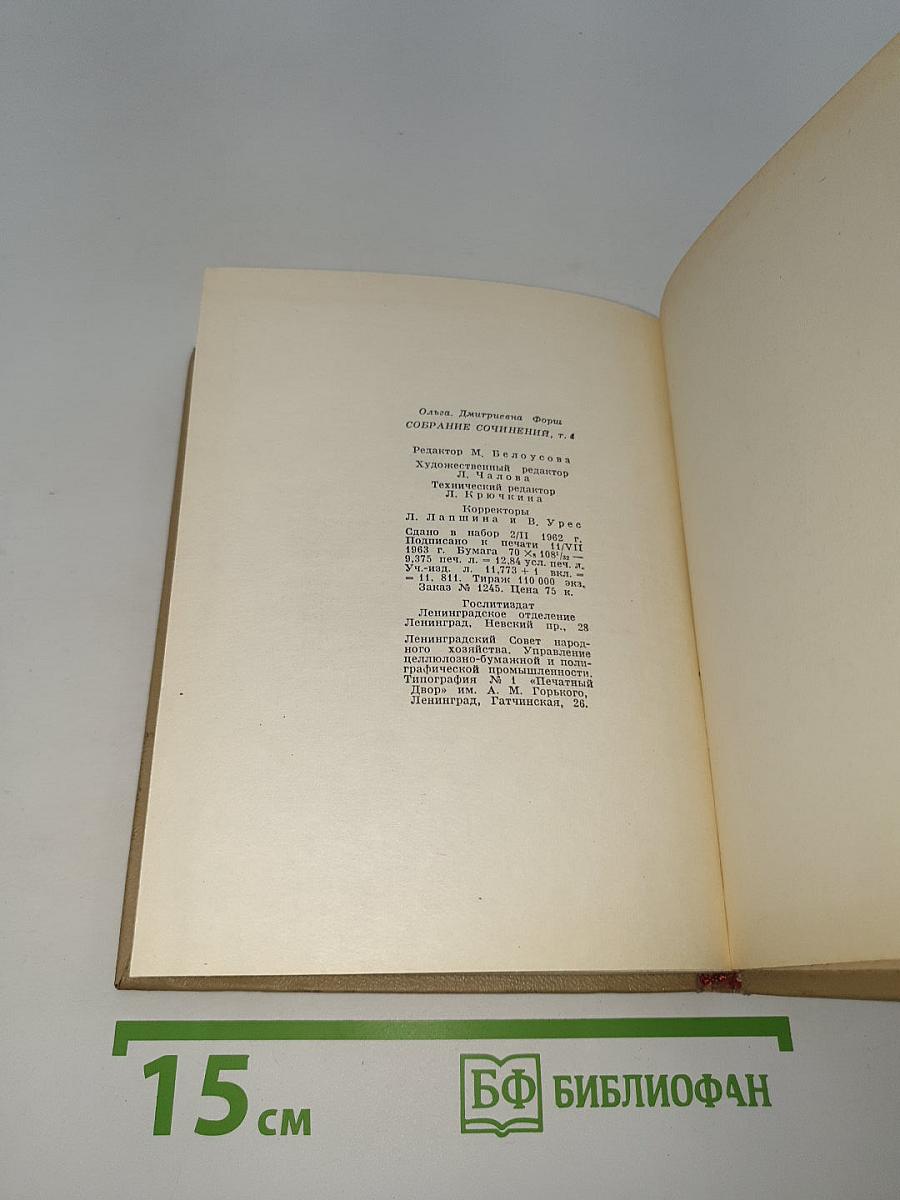 Ольга. Дмитриевна Форш
СОБРАНИЕ СОЧИНЕНИЙ, т. 4
Редактор М. Белоусова
Художественный редактор
Л. Чалова
Технический редактор
Л. Крючкина
Корректоры
Л. Лапшина и В. Урес
Сдано в набор 2/II 1962 г.
Подписано к печати 11/VII
1963 г. Бумага 70 × 108¹/₃₂ —
9,375 печ. л. = 12,84 усл. печ. л.
Уч.-изд. л. 11,773 + 1 вкл. =
= 11, 811. Тираж 110 000 экз.
Заказ № 1245. Цена 75 к.
Гослитиздат
Ленинградское отделение
Ленинград, Невский пр., 28
Ленинградский Совет народ-
ного хозяйства. Управление
целлюлозно-бумажной и поли-
графической промышленности.
Типография № 1 «Печатный
Двор» им. А. М. Горького,
Ленинград, Гатчинская, 26.
15 см
БФ БИБЛИОФАН